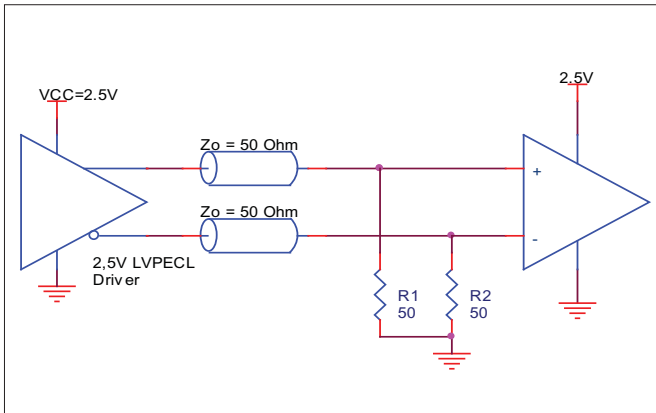 VCC=2.5V
2.5V
Zo = 50 Ohm
+
Zo = 50 Ohm
-
2,5V LVPECL
Driver
R1
50
R2
50